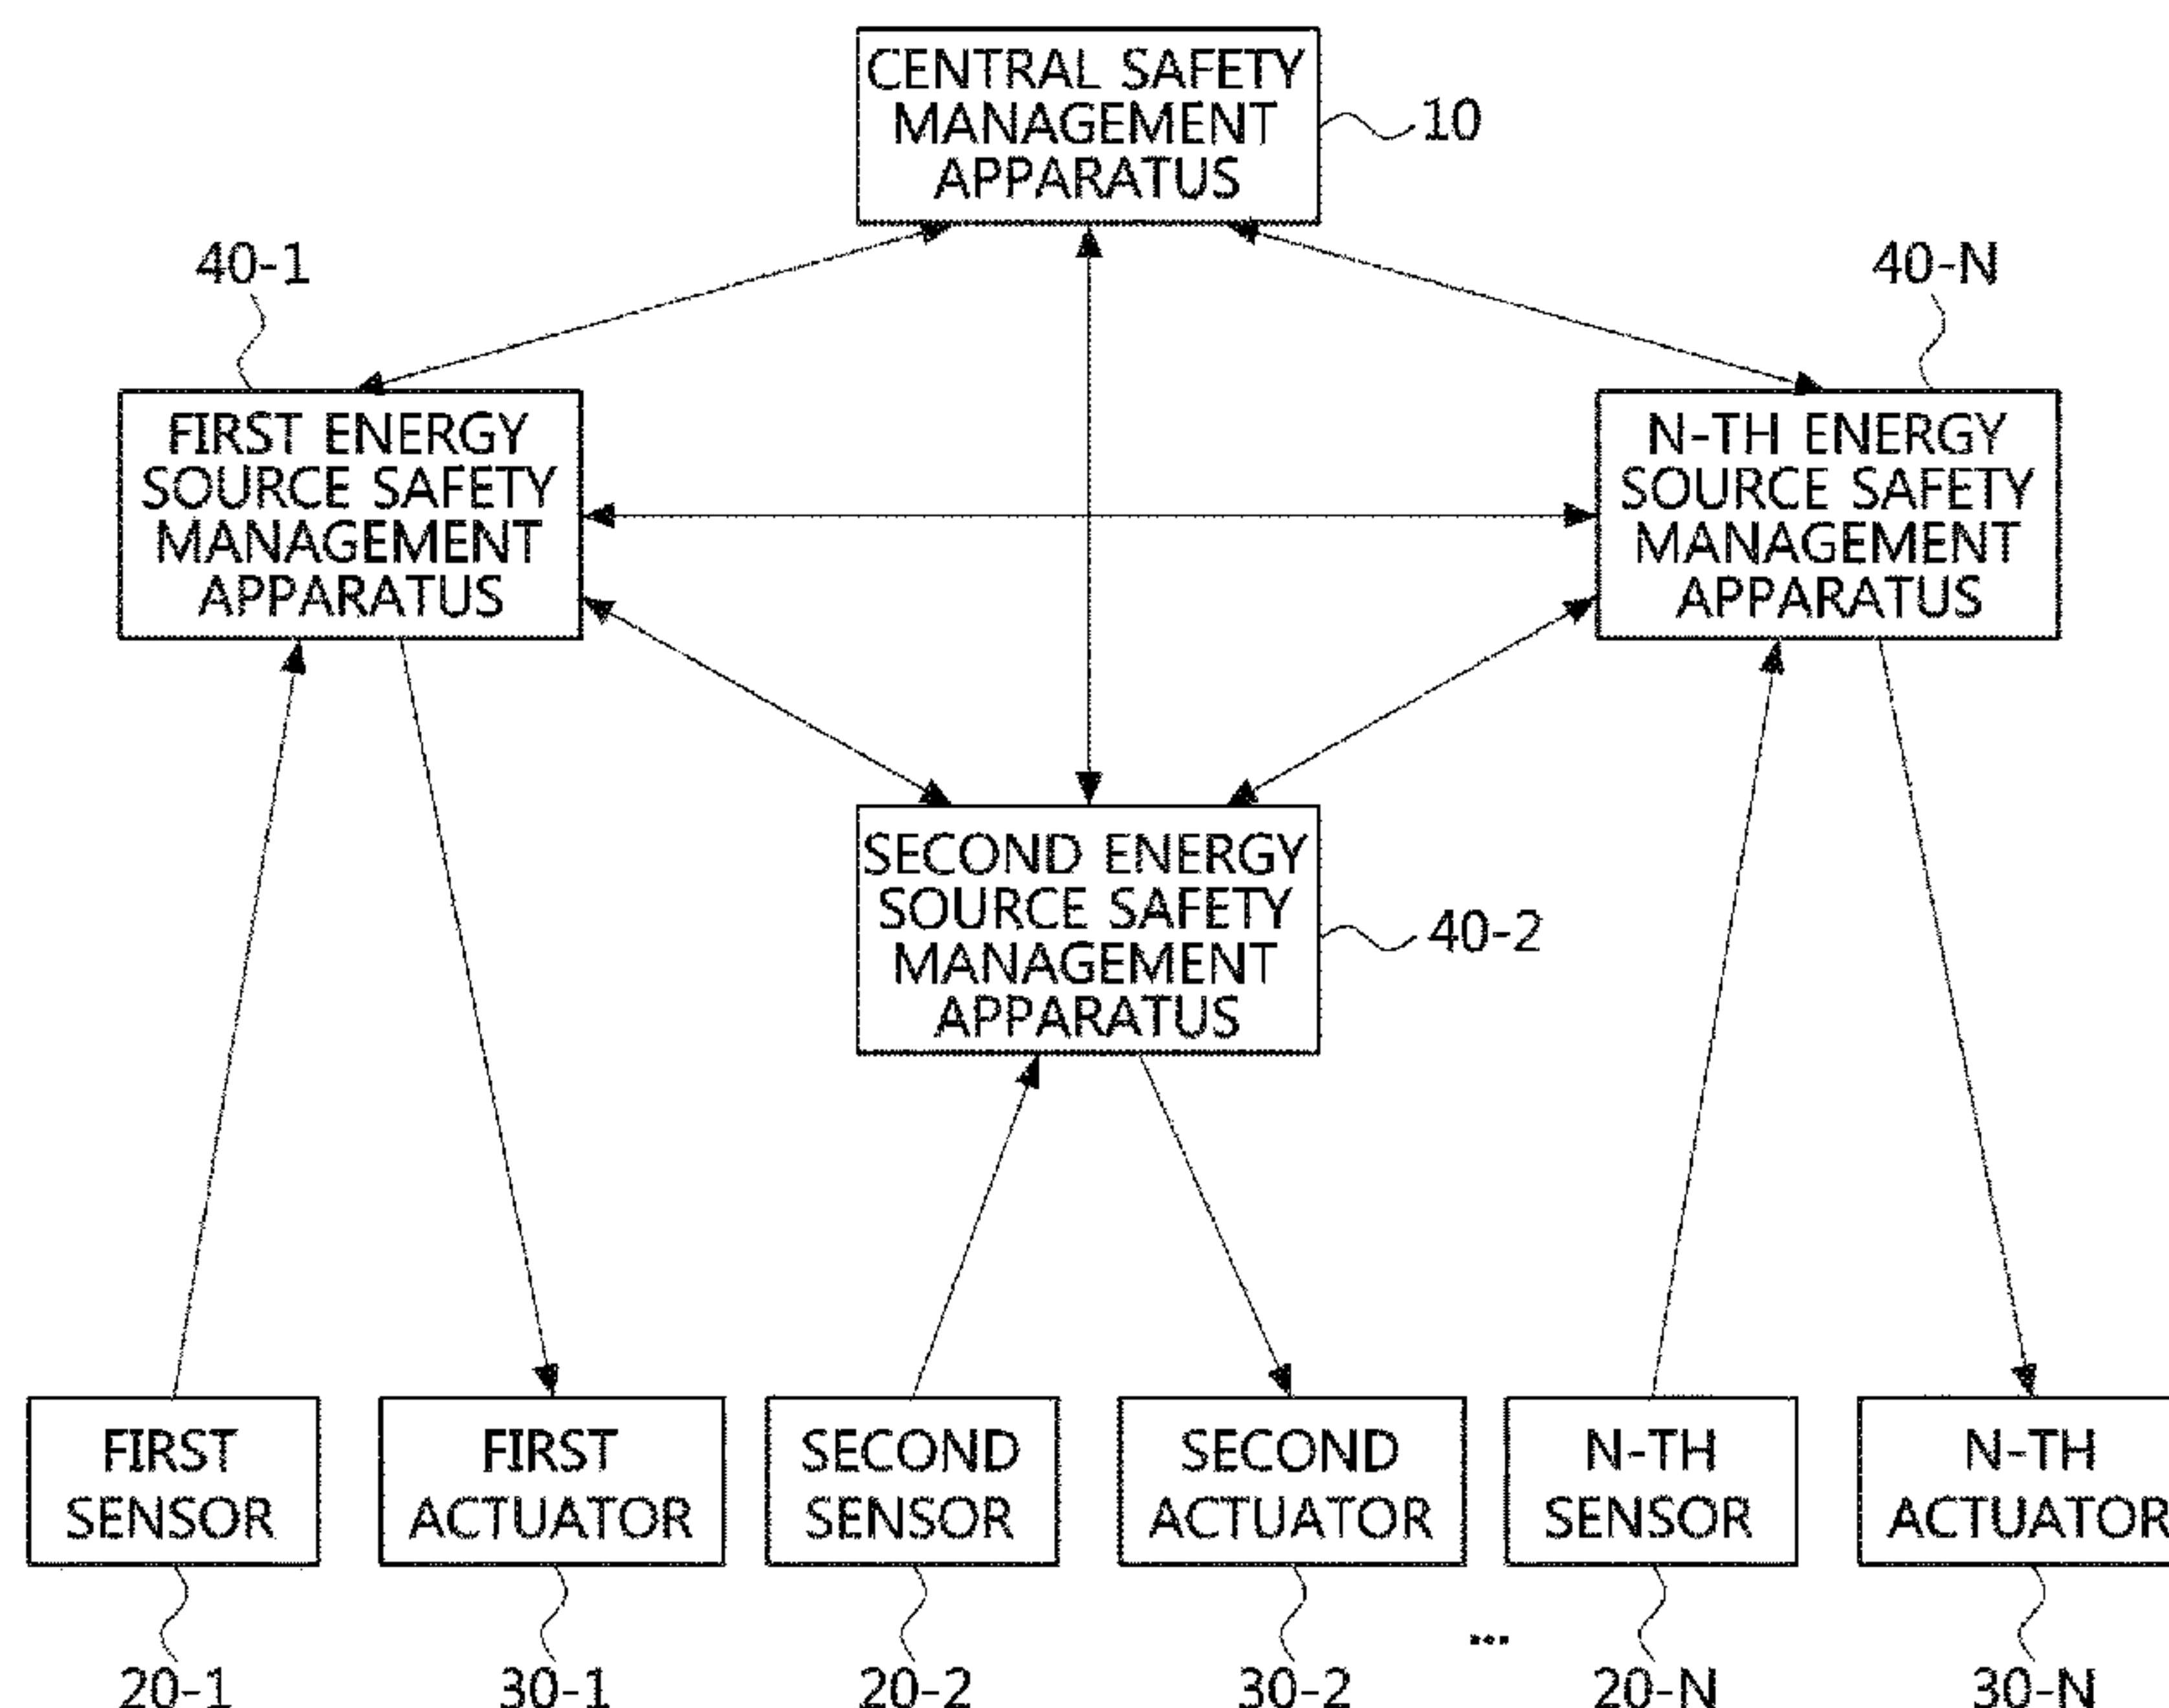 CENTRAL SAFETY
MANAGEMENT
APPARATUS
10
40-1
40-N
FIRST ENERGY
SOURCE SAFETY
MANAGEMENT
APPARATUS
N-TH ENERGY
SOURCE SAFETY
MANAGEMENT
APPARATUS
SECOND ENERGY
SOURCE SAFETY
MANAGEMENT
APPARATUS
40-2
FIRST
SENSOR
FIRST
ACTUATOR
SECOND
SENSOR
SECOND
ACTUATOR
N-TH
SENSOR
N-TH
ACTUATOR
...
20-1
30-1
20-2
30-2
20-N
30-N